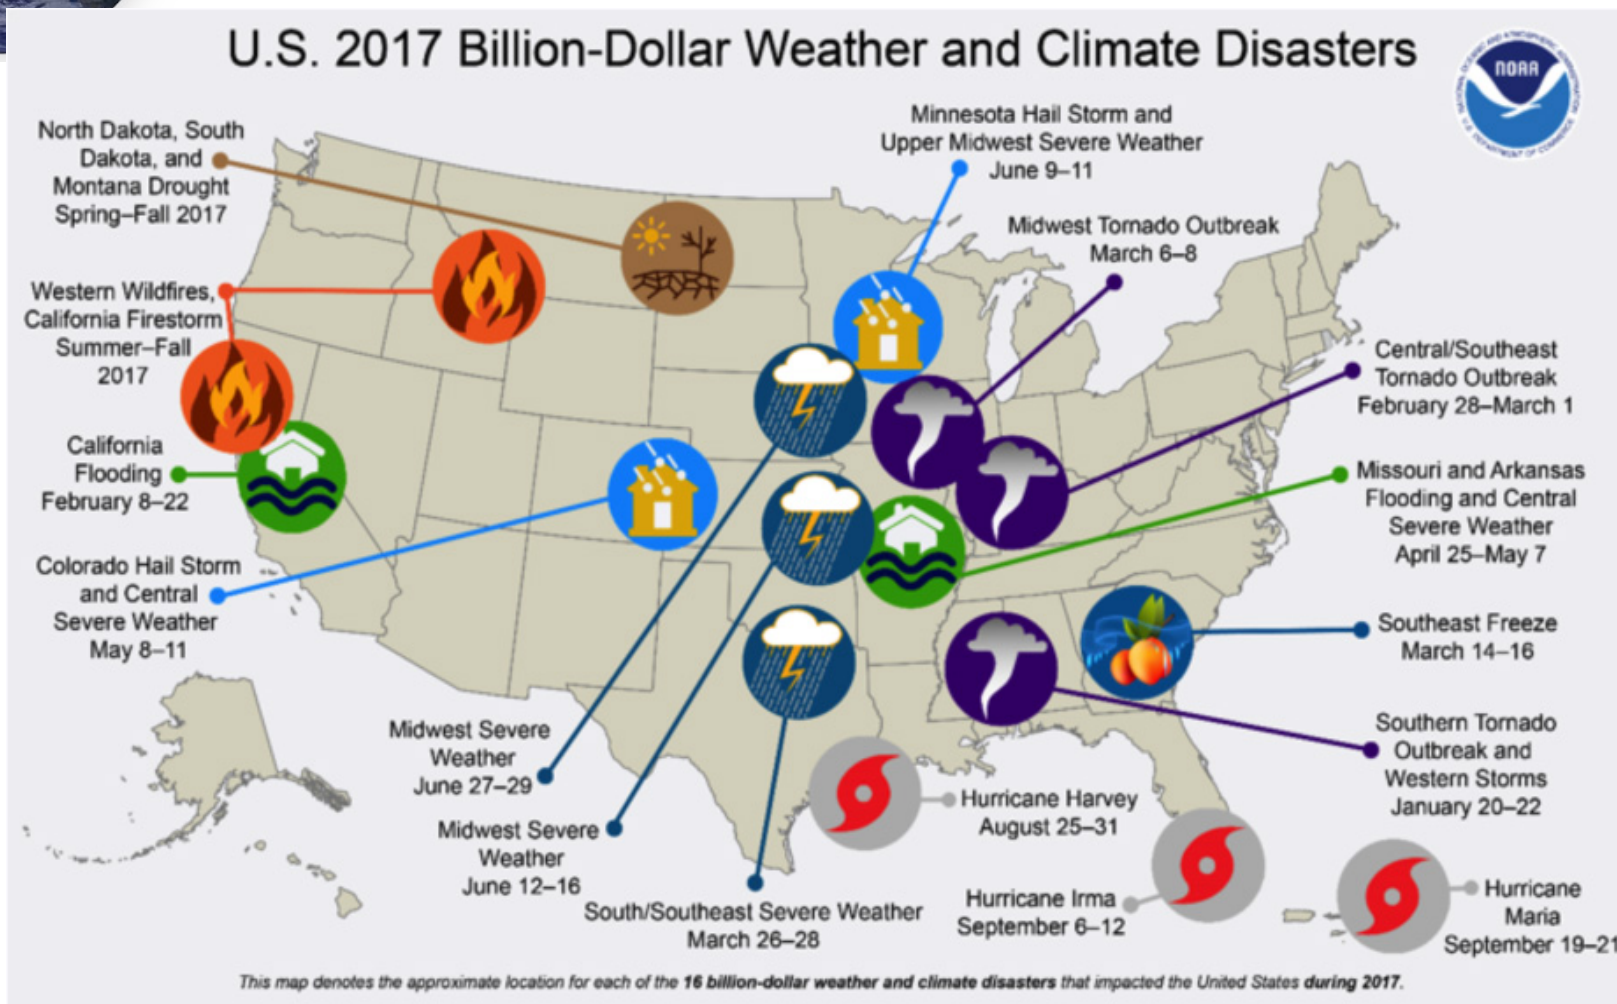 U.S. 2017 Billion-Dollar Weather and Climate Disasters
NOAA
North Dakota, South
Dakota, and
Montana Drought
Spring–Fall 2017
Minnesota Hail Storm and
Upper Midwest Severe Weather
June 9–11
Midwest Tornado Outbreak
March 6–8
Western Wildfires,
California Firestorm
Summer–Fall
2017
Central/Southeast
Tornado Outbreak
February 28–March 1
California
Flooding
February 8–22
Missouri and Arkansas
Flooding and Central
Severe Weather
April 25–May 7
Colorado Hail Storm
and Central
Severe Weather
May 8–11
Southeast Freeze
March 14–16
Southern Tornado
Outbreak and
Western Storms
January 20–22
Midwest Severe
Weather
June 27–29
Midwest Severe
Weather
June 12–16
South/Southeast Severe Weather
March 26–28
Hurricane Harvey
August 25–31
Hurricane Irma
September 6–12
Hurricane
Maria
September 19–21
This map denotes the approximate location for each of the 16 billion-dollar weather and climate disasters that impacted the United States during 2017.